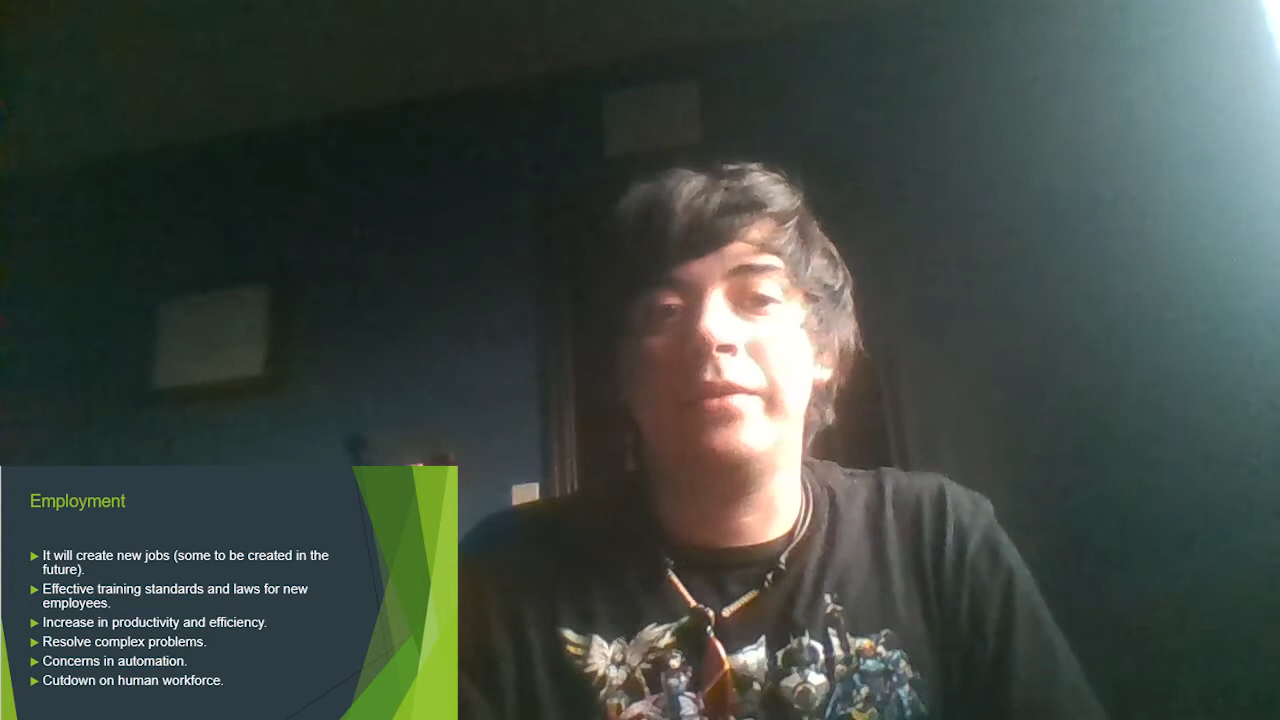 Employment
It will create new jobs (some to be created in the
future).
Effective training standards and laws for new
employees.
Increase in productivity and efficiency.
Resolve complex problems.
Concerns in automation.
Cutdown on human workforce.